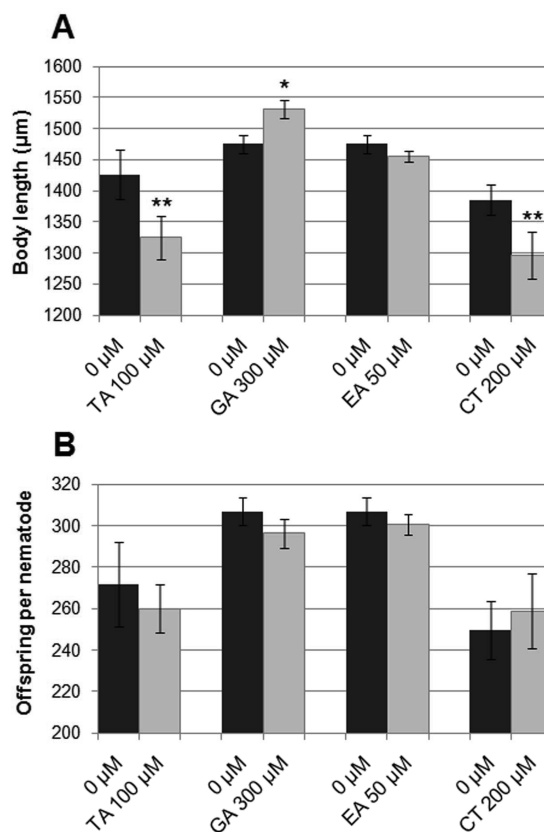 A
Body length (µm)
1600
1550
1500
1450
1400
1350
1300
1250
1200
**
*
**
0 µM
TA 100 µM
0 µM
GA 300 µM
0 µM
EA 50 µM
0 µM
CT 200 µM
B
Offspring per nematode
320
300
280
260
240
220
200
0 µM
TA 100 µM
0 µM
GA 300 µM
0 µM
EA 50 µM
0 µM
CT 200 µM